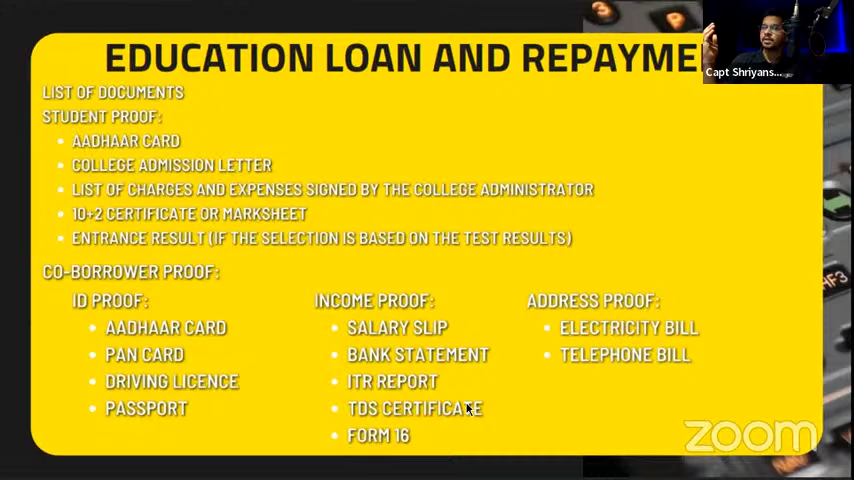 EDUCATION LOAN AND REPAYME
Capt Shriyans...
LIST OF DOCUMENTS
STUDENT PROOF:
• AADHAAR CARD
• COLLEGE ADMISSION LETTER
• LIST OF CHARGES AND EXPENSES SIGNED BY THE COLLEGE ADMINISTRATOR
• 10+2 CERTIFICATE OR MARKSHEET
• ENTRANCE RESULT (IF THE SELECTION IS BASED ON THE TEST RESULTS)
CO-BORROWER PROOF:
ID PROOF:
• AADHAAR CARD
• PAN CARD
• DRIVING LICENCE
• PASSPORT
INCOME PROOF:
• SALARY SLIP
• BANK STATEMENT
• ITR REPORT
• TDS CERTIFICATE
• FORM 16
ADDRESS PROOF:
• ELECTRICITY BILL
• TELEPHONE BILL
HF3
zoom